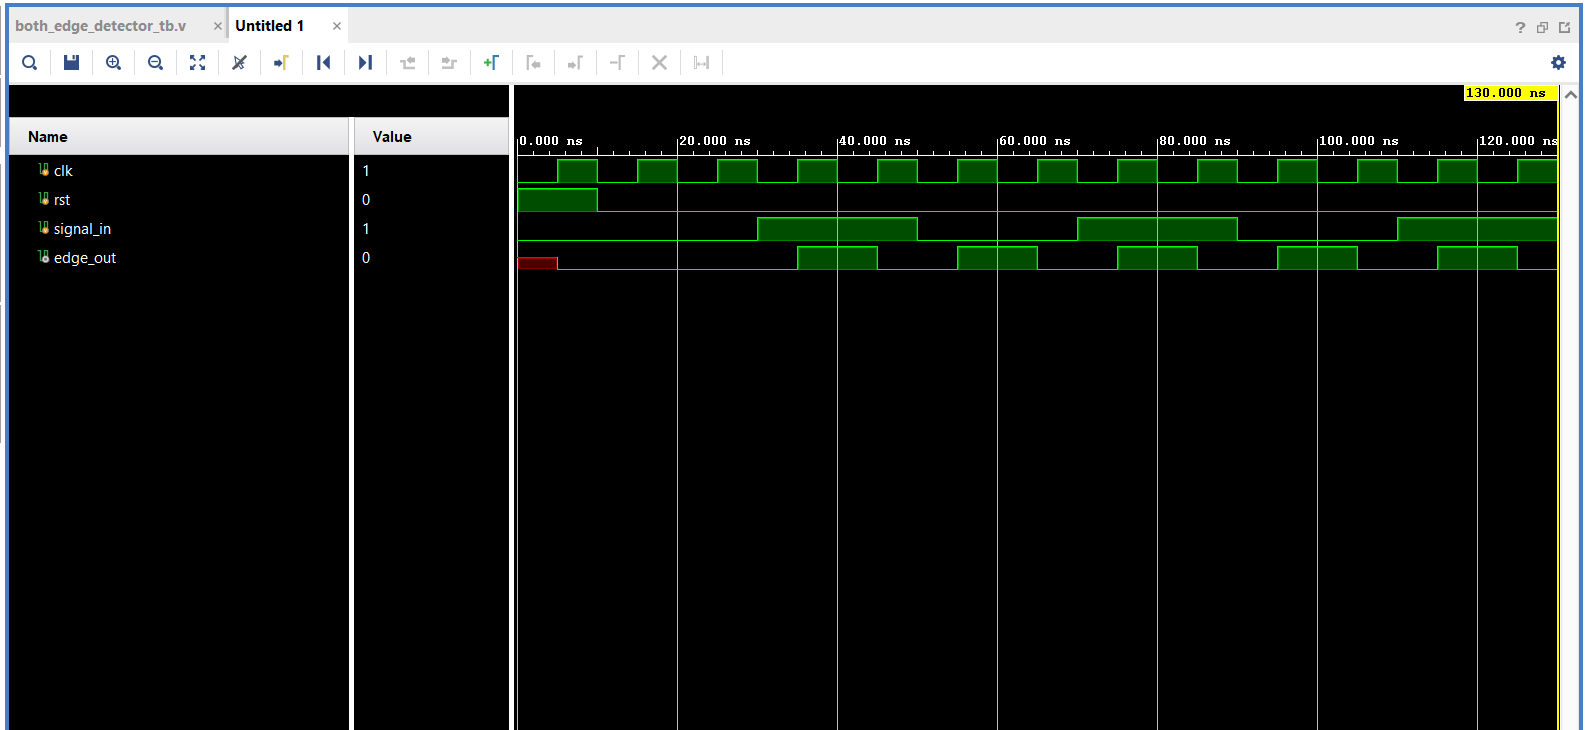 both_edge_detector_tb.v × Untitled 1 ×
?
130.000 ns
Name Value
0.000 ns 20.000 ns 40.000 ns 60.000 ns 80.000 ns 100.000 ns 120.000 ns
clk 1
rst 0
signal_in 1
edge_out 0